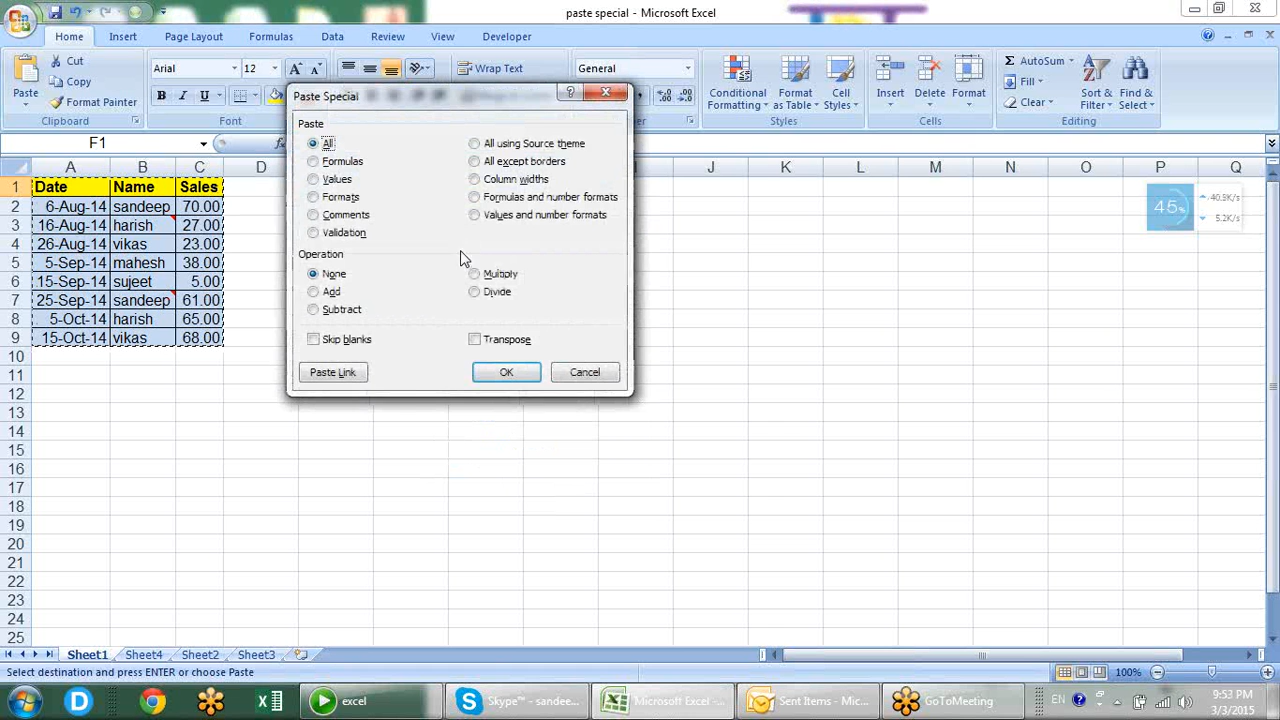 paste special - Microsoft Excel
Home Insert Page Layout Formulas Data Review View Developer
Paste
Cut
Copy
Format Painter
Clipboard
Arial 12
B I U
Font
Wrap Text
General
Conditional Formatting
Format as Table
Cell Styles
Styles
Insert Delete Format
Cells
AutoSum
Fill
Clear
Sort & Filter
Find & Select
Editing
F1
A B C D J K L M N O P Q
1 Date Name Sales
2 6-Aug-14 sandeep 70.00
3 16-Aug-14 harish 27.00
4 26-Aug-14 vikas 23.00
5 5-Sep-14 mahesh 38.00
6 15-Sep-14 sujeet 5.00
7 25-Sep-14 sandeep 61.00
8 5-Oct-14 harish 65.00
9 15-Oct-14 vikas 68.00
10
11
12
13
14
15
16
17
18
19
20
21
22
23
24
25
Paste Special
Paste
All
Formulas
Values
Formats
Comments
Validation
All using Source theme
All except borders
Column widths
Formulas and number formats
Values and number formats
Operation
None
Add
Subtract
Multiply
Divide
Skip blanks
Transpose
Paste Link
OK
Cancel
45%
40.5K/s
5.2K/s
Sheet1 Sheet4 Sheet2 Sheet3
Select destination and press ENTER or choose Paste
100%
excel
Skype™ - sandee...
Microsoft Excel -...
Sent Items - Mic...
GoToMeeting
EN
9:53 PM
3/3/2015